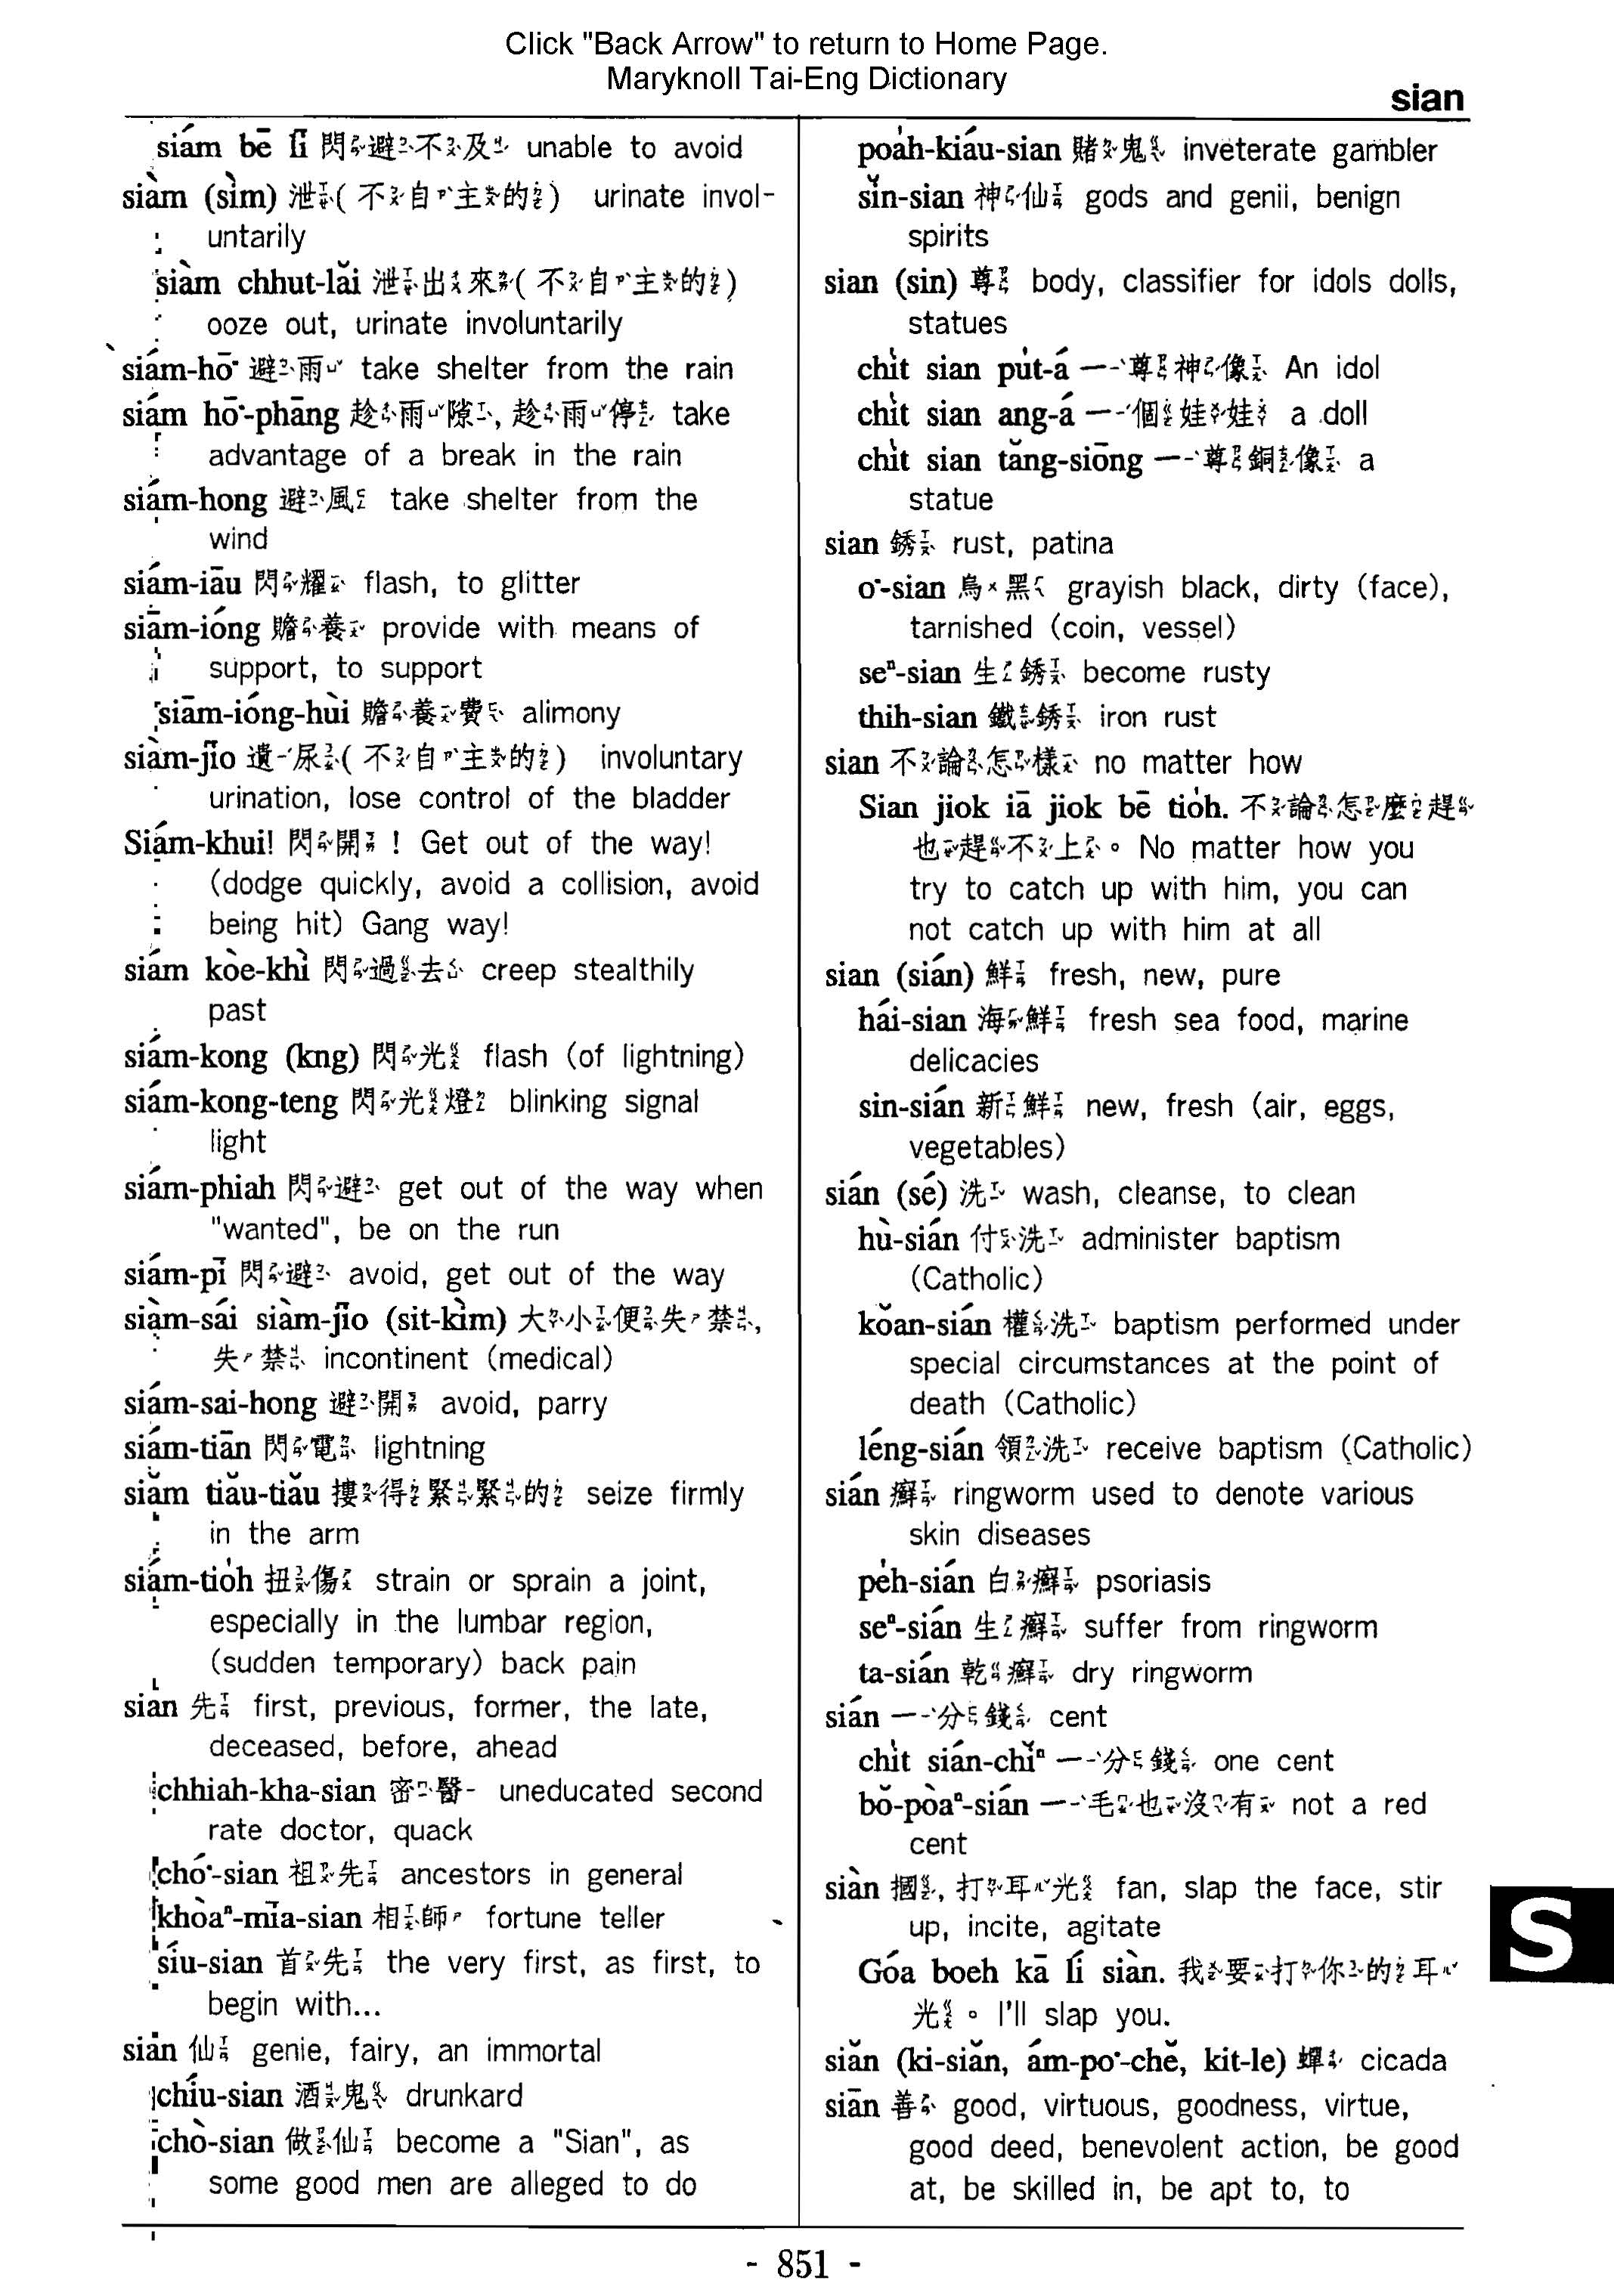 Click "Back Arrow" to return to Home Page.
Maryknoll Tai-Eng Dictionary
sian
siám bē lī 閃避不及 unable to avoid
siàm (sìm) 泄(不自主的) urinate invol-
untarily
siàm chhut-lăi 泄出來(不自主的)
ooze out, urinate involuntarily
siám-hō͘ 避雨 take shelter from the rain
siám hō͘-phāng 趁雨隙, 趁雨停 take
advantage of a break in the rain
siám-hong 避風 take shelter from the
wind
siám-iāu 閃耀 flash, to glitter
siām-ióng 贍養 provide with means of
support, to support
siām-ióng-hùi 贍養費 alimony
siàm-jīo 遺尿(不自主的) involuntary
urination, lose control of the bladder
Siám-khui! 閃開! Get out of the way!
(dodge quickly, avoid a collision, avoid
being hit) Gang way!
siám kòe-khì 閃過去 creep stealthily
past
siám-kong (kng) 閃光 flash (of lightning)
siám-kong-teng 閃光燈 blinking signal
light
siám-phiah 閃避 get out of the way when
"wanted", be on the run
siám-pī 閃避 avoid, get out of the way
siàm-sái siàm-jīo (sit-kìm) 大小便失禁,
失禁 incontinent (medical)
siám-sai-hong 避開 avoid, parry
siám-tiān 閃電 lightning
siăm tiău-tiău 摟得緊緊的 seize firmly
in the arm
siám-tio̍h 扭傷 strain or sprain a joint,
especially in the lumbar region,
(sudden temporary) back pain
sian 先 first, previous, former, the late,
deceased, before, ahead
chhiah-kha-sian 密醫 uneducated second
rate doctor, quack
chó͘-sian 祖先 ancestors in general
khòaⁿ-mīa-sian 相師 fortune teller
síu-sian 首先 the very first, as first, to
begin with...
sian 仙 genie, fairy, an immortal
chíu-sian 酒鬼 drunkard
chò-sian 做仙 become a "Sian", as
some good men are alleged to do
poa̍h-kiáu-sian 賭鬼 inveterate gambler
sĭn-sian 神仙 gods and genii, benign
spirits
sian (sin) 尊 body, classifier for idols dolls,
statues
chi̍t sian pu̍t-á 一尊神像 An idol
chi̍t sian ang-á 一個娃娃 a doll
chi̍t sian tăng-siōng 一尊銅像 a
statue
sian 銹 rust, patina
o͘-sian 烏黑 grayish black, dirty (face),
tarnished (coin, vessel)
seⁿ-sian 生銹 become rusty
thih-sian 鐵銹 iron rust
sian 不論怎樣 no matter how
Sian jiok iā jiok bē tio̍h. 不論怎麼趕
也趕不上。 No matter how you
try to catch up with him, you can
not catch up with him at all
sian (sián) 鮮 fresh, new, pure
hái-sian 海鮮 fresh sea food, marine
delicacies
sin-sián 新鮮 new, fresh (air, eggs,
vegetables)
sián (sé) 洗 wash, cleanse, to clean
hù-sián 付洗 administer baptism
(Catholic)
kŏan-sián 權洗 baptism performed under
special circumstances at the point of
death (Catholic)
léng-sián 領洗 receive baptism (Catholic)
sián 癬 ringworm used to denote various
skin diseases
pe̍h-sián 白癬 psoriasis
seⁿ-sián 生癬 suffer from ringworm
ta-sián 乾癬 dry ringworm
sián 一分錢 cent
chi̍t sián-chĭⁿ 一分錢 one cent
bŏ-pòaⁿ-sián 一毛也沒有 not a red
cent
siàn 摑, 打耳光 fan, slap the face, stir
up, incite, agitate
Góa boeh kā lí siàn. 我要打你的耳
光。 I'll slap you.
siăn (ki-siăn, ám-po͘-chĕ, kit-le) 蟬 cicada
siān 善 good, virtuous, goodness, virtue,
good deed, benevolent action, be good
at, be skilled in, be apt to, to
S
- 851 -